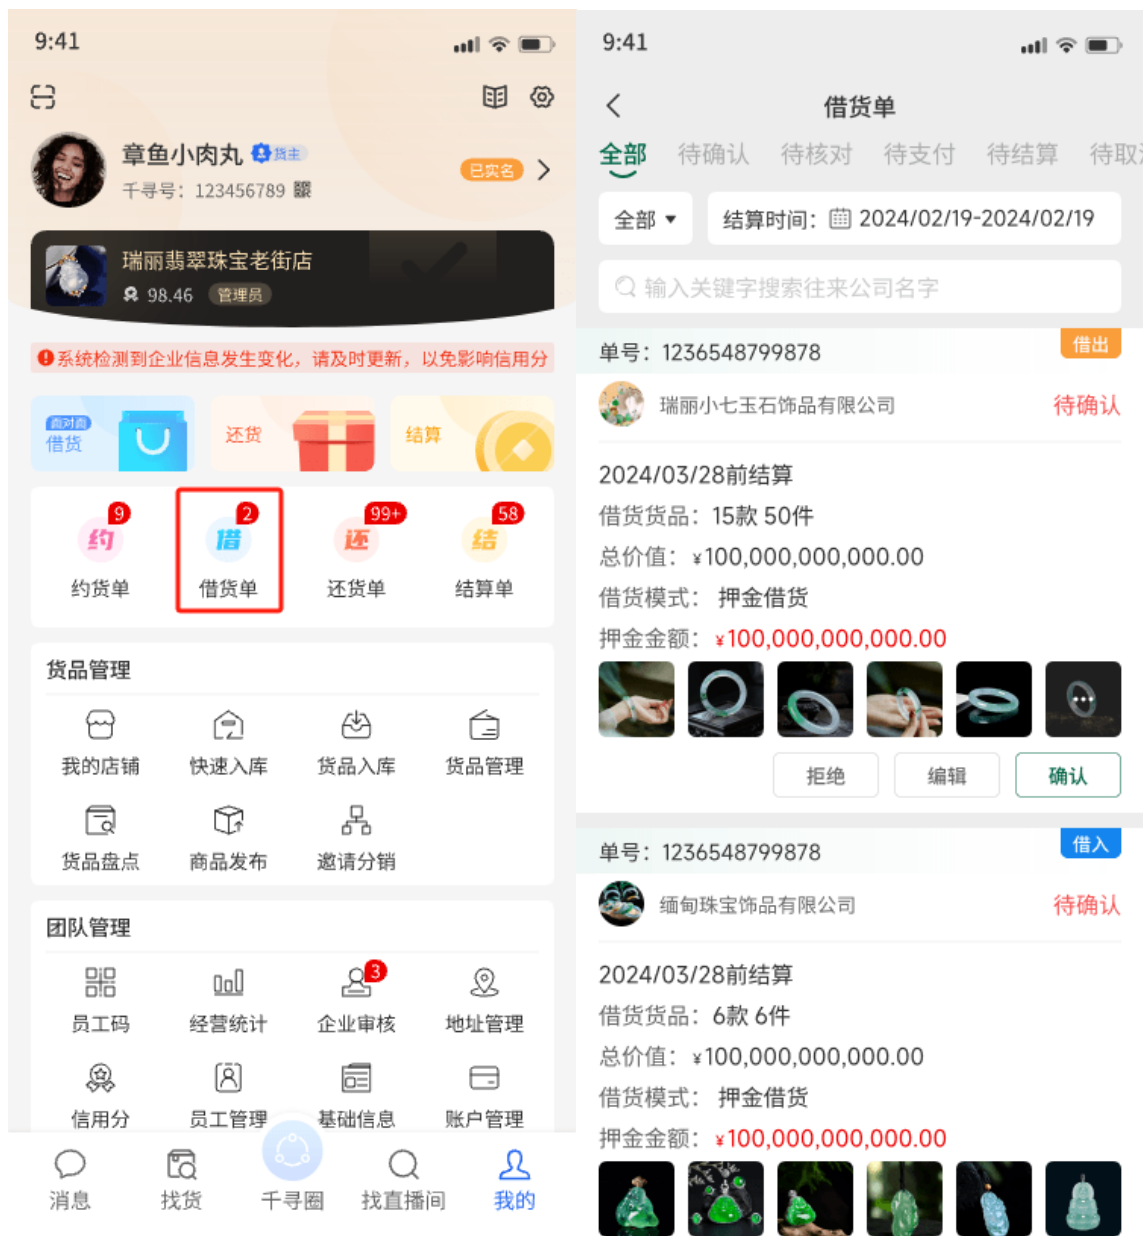 9:41
章鱼小肉丸
货主
千寻号：123456789
已实名
瑞丽翡翠珠宝老街店
98.46
管理员
系统检测到企业信息发生变化，请及时更新，以免影响信用分
面对面
借货
还货
结算
9
2
99+
58
约
借
还
结
约货单
借货单
还货单
结算单
货品管理
我的店铺
快速入库
货品入库
货品管理
货品盘点
商品发布
邀请分销
团队管理
3
员工码
经营统计
企业审核
地址管理
信用分
员工管理
基础信息
账户管理
消息
找货
千寻圈
找直播间
我的
9:41
借货单
全部
待确认
待核对
待支付
待结算
待取
全部
结算时间：
2024/02/19-2024/02/19
输入关键字搜索往来公司名字
单号：1236548799878
借出
瑞丽小七玉石饰品有限公司
待确认
2024/03/28前结算
借货货品：15款 50件
总价值：¥100,000,000,000.00
借货模式：押金借货
押金金额：¥100,000,000,000.00
拒绝
编辑
确认
单号：1236548799878
借入
缅甸珠宝饰品有限公司
待确认
2024/03/28前结算
借货货品：6款 6件
总价值：¥100,000,000,000.00
借货模式：押金借货
押金金额：¥100,000,000,000.00